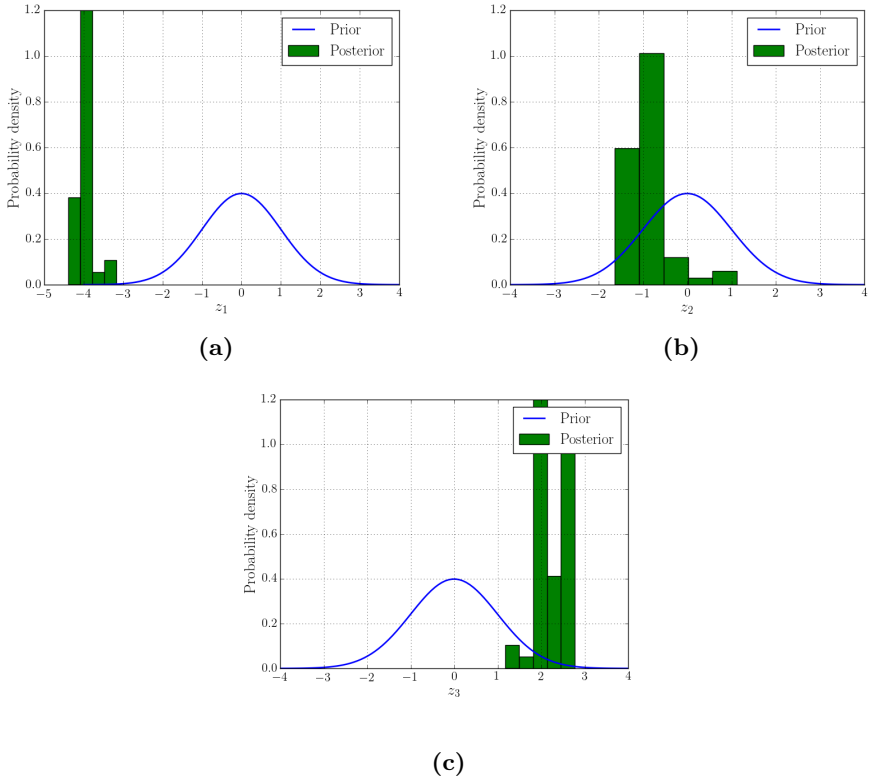 1.2
1.0
0.8
0.6
0.4
0.2
0.0
Probability density
Prior
Posterior
−5 −4 −3 −2 −1 0 1 2 3 4
z1
(a)
1.2
1.0
0.8
0.6
0.4
0.2
0.0
Probability density
Prior
Posterior
−4 −3 −2 −1 0 1 2 3 4
z2
(b)
1.2
1.0
0.8
0.6
0.4
0.2
0.0
Probability density
Prior
Posterior
−4 −3 −2 −1 0 1 2 3 4
z3
(c)